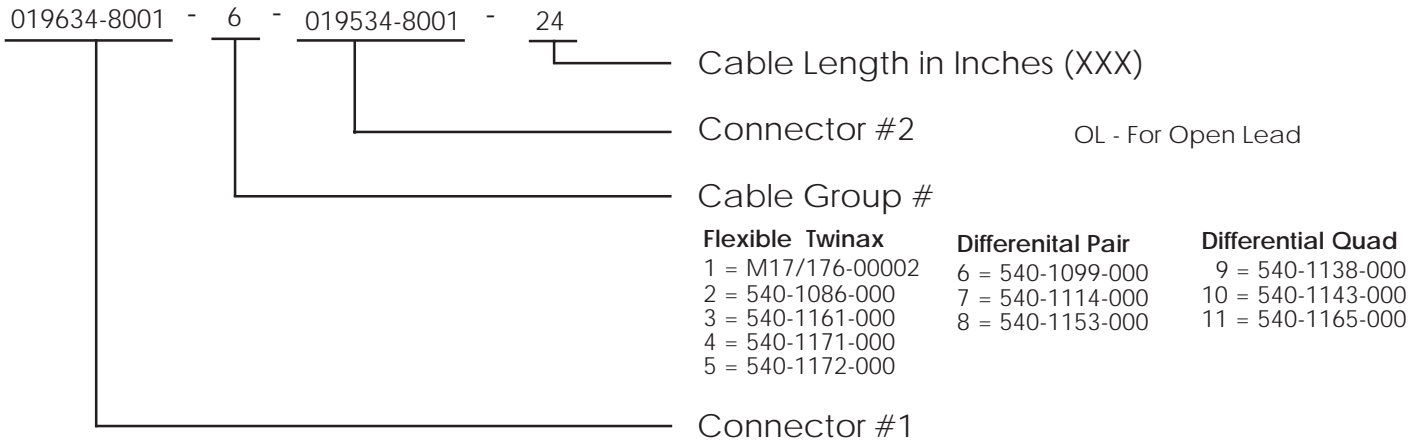 019634-8001 - 6 - 019534-8001 - 24
Cable Length in Inches (XXX)
Connector #2 OL - For Open Lead
Cable Group #
Flexible Twinax
1 = M17/176-00002
2 = 540-1086-000
3 = 540-1161-000
4 = 540-1171-000
5 = 540-1172-000
Differenital Pair
6 = 540-1099-000
7 = 540-1114-000
8 = 540-1153-000
Differential Quad
9 = 540-1138-000
10 = 540-1143-000
11 = 540-1165-000
Connector #1